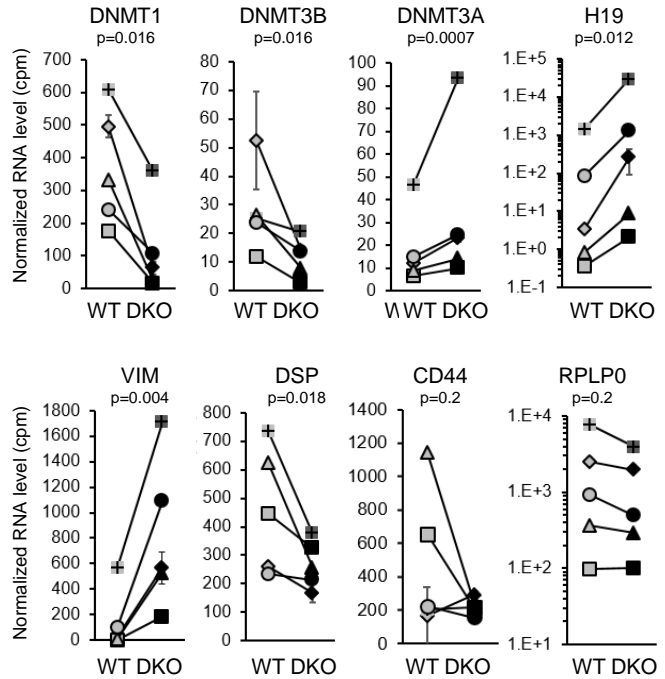 DNMT1 DNMT3B DNMT3A H19
p=0.016 p=0.016 p=0.0007 p=0.012
Normalized RNA level (cpm)
700 80 100 1.E+5
600 70 90 1.E+4
500 60 80 1.E+3
400 50 70 1.E+2
300 40 60 1.E+1
200 30 50 1.E+0
100 20 40 1.E-1
0 10 30
0 20
10
0
WT DKO WT DKO WT DKO WT DKO
VIM DSP CD44 RPLP0
p=0.004 p=0.018 p=0.2 p=0.2
Normalized RNA level (cpm)
1800 800 1400 1.E+4
1600 700 1200 1.E+3
1400 600 1000 1.E+2
1200 500 800 1.E+1
1000 400 600
800 300 400
600 200 200
400 100 0
200 0
0
WT DKO WT DKO WT DKO WT DKO